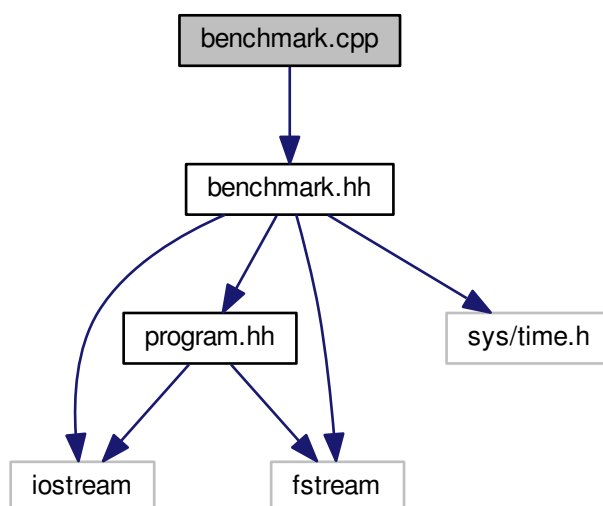 benchmark.cpp
benchmark.hh
program.hh
sys/time.h
iostream
fstream